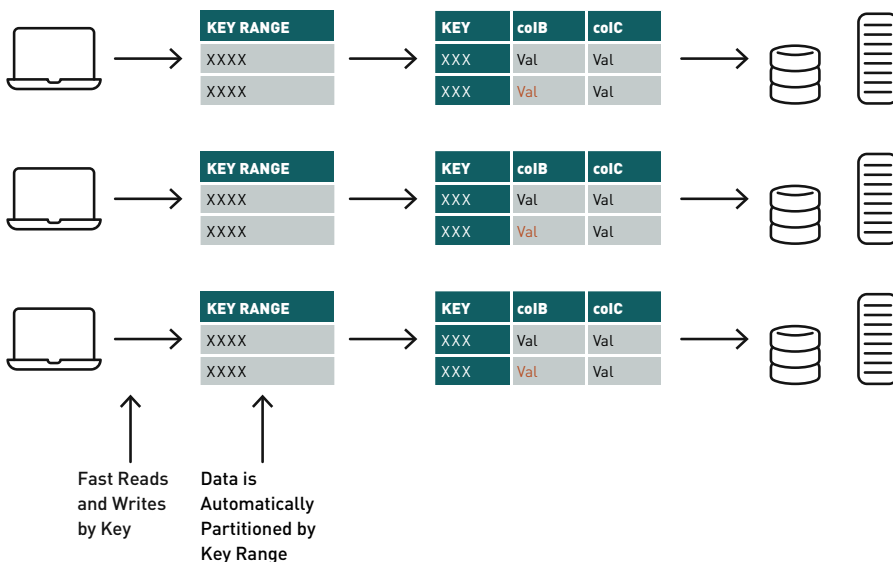 KEY RANGE KEY colB colC
XXXX XXX Val Val
XXXX XXX Val Val
KEY RANGE KEY colB colC
XXXX XXX Val Val
XXXX XXX Val Val
KEY RANGE KEY colB colC
XXXX XXX Val Val
XXXX XXX Val Val
Fast Reads
and Writes
by Key
Data is
Automatically
Partitioned by
Key Range